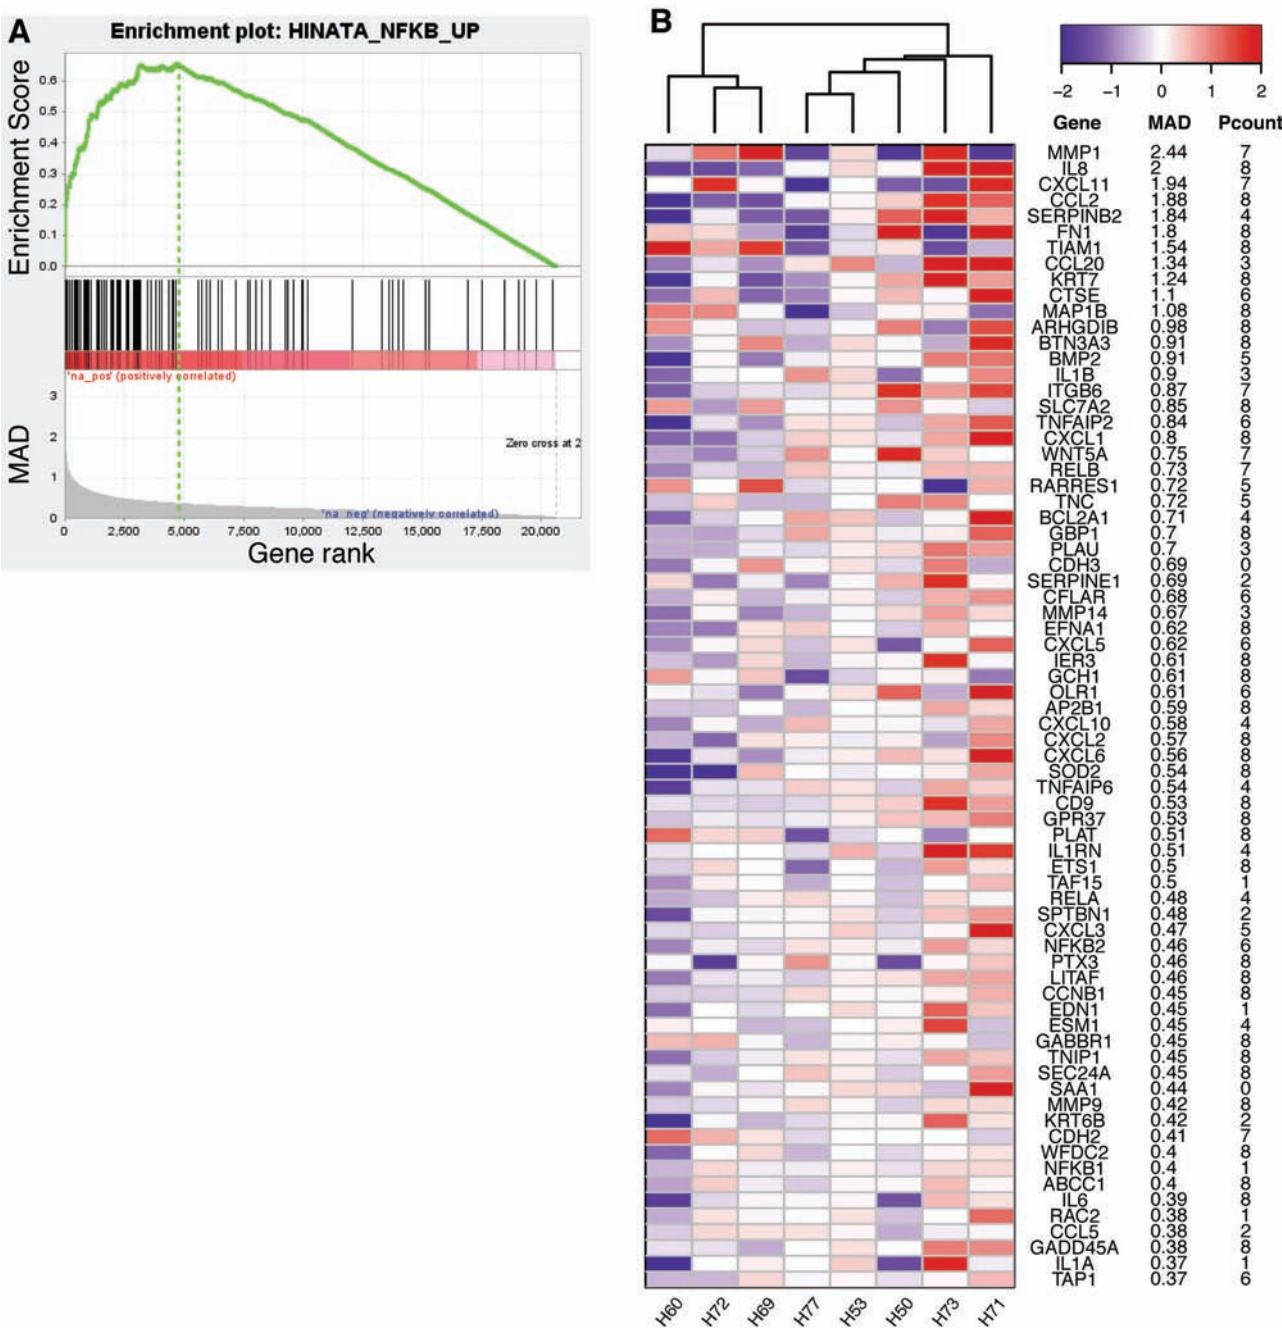 A
Enrichment plot: HINATA_NFKB_UP
Enrichment Score
0.6
0.5
0.4
0.3
0.2
0.1
0.0
'na_pos' (positively correlated)
MAD
3
2
1
0
Zero cross at 2
'na_neg' (negatively correlated)
0 2,500 5,000 7,500 10,000 12,500 15,000 17,500 20,000
Gene rank
B
−2 −1 0 1 2
Gene MAD Pcount
MMP1 2.44 7
IL8 2 8
CXCL11 1.94 7
CCL2 1.88 8
SERPINB2 1.84 4
FN1 1.8 8
TIAM1 1.54 8
CCL20 1.34 3
KRT7 1.24 8
CTSE 1.1 6
MAP1B 1.08 8
ARHGDIB 0.98 8
BTN3A3 0.91 8
BMP2 0.91 5
IL1B 0.9 3
ITGB6 0.87 7
SLC7A2 0.85 8
TNFAIP2 0.84 6
CXCL1 0.8 8
WNT5A 0.75 7
RELB 0.73 7
RARRES1 0.72 5
TNC 0.72 5
BCL2A1 0.71 4
GBP1 0.7 8
PLAU 0.7 3
CDH3 0.69 0
SERPINE1 0.69 2
CFLAR 0.68 6
MMP14 0.67 3
EFNA1 0.62 8
CXCL5 0.62 6
IER3 0.61 8
GCH1 0.61 8
OLR1 0.61 6
AP2B1 0.59 8
CXCL10 0.58 4
CXCL2 0.57 8
CXCL6 0.56 8
SOD2 0.54 8
TNFAIP6 0.54 4
CD9 0.53 8
GPR37 0.53 8
PLAT 0.51 8
IL1RN 0.51 4
ETS1 0.5 8
TAF15 0.5 1
RELA 0.48 4
SPTBN1 0.48 2
CXCL3 0.47 5
NFKB2 0.46 6
PTX3 0.46 8
LITAF 0.46 8
CCNB1 0.45 8
EDN1 0.45 1
ESM1 0.45 4
GABBR1 0.45 8
TNIP1 0.45 8
SEC24A 0.45 8
SAA1 0.44 0
MMP9 0.42 8
KRT6B 0.42 2
CDH2 0.41 7
WFDC2 0.4 8
NFKB1 0.4 1
ABCC1 0.4 8
IL6 0.39 8
RAC2 0.38 1
CCL5 0.38 2
GADD45A 0.38 8
IL1A 0.37 1
TAP1 0.37 6
H60 H72 H69 H77 H53 H50 H73 H71